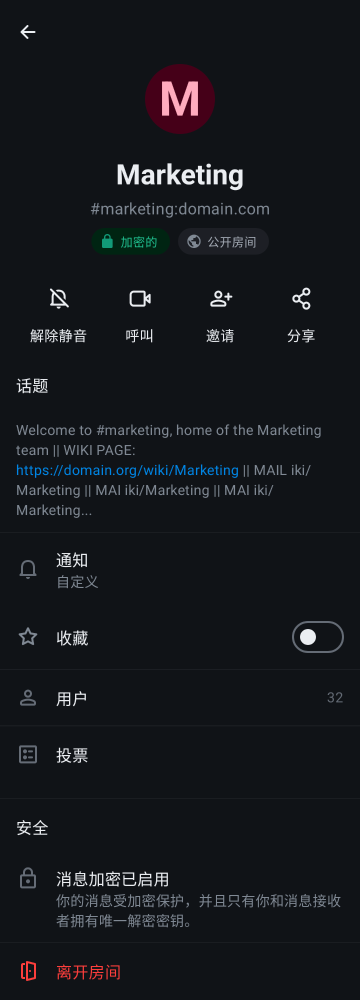 M
Marketing
#marketing:domain.com
加密的 公开房间
解除静音 呼叫 邀请 分享
话题
Welcome to #marketing, home of the Marketing
team || WIKI PAGE:
https://domain.org/wiki/Marketing || MAIL iki/
Marketing || MAI iki/Marketing || MAI iki/
Marketing...
通知
自定义
收藏
用户 32
投票
安全
消息加密已启用
你的消息受加密保护，并且只有你和消息接收
者拥有唯一解密密钥。
离开房间